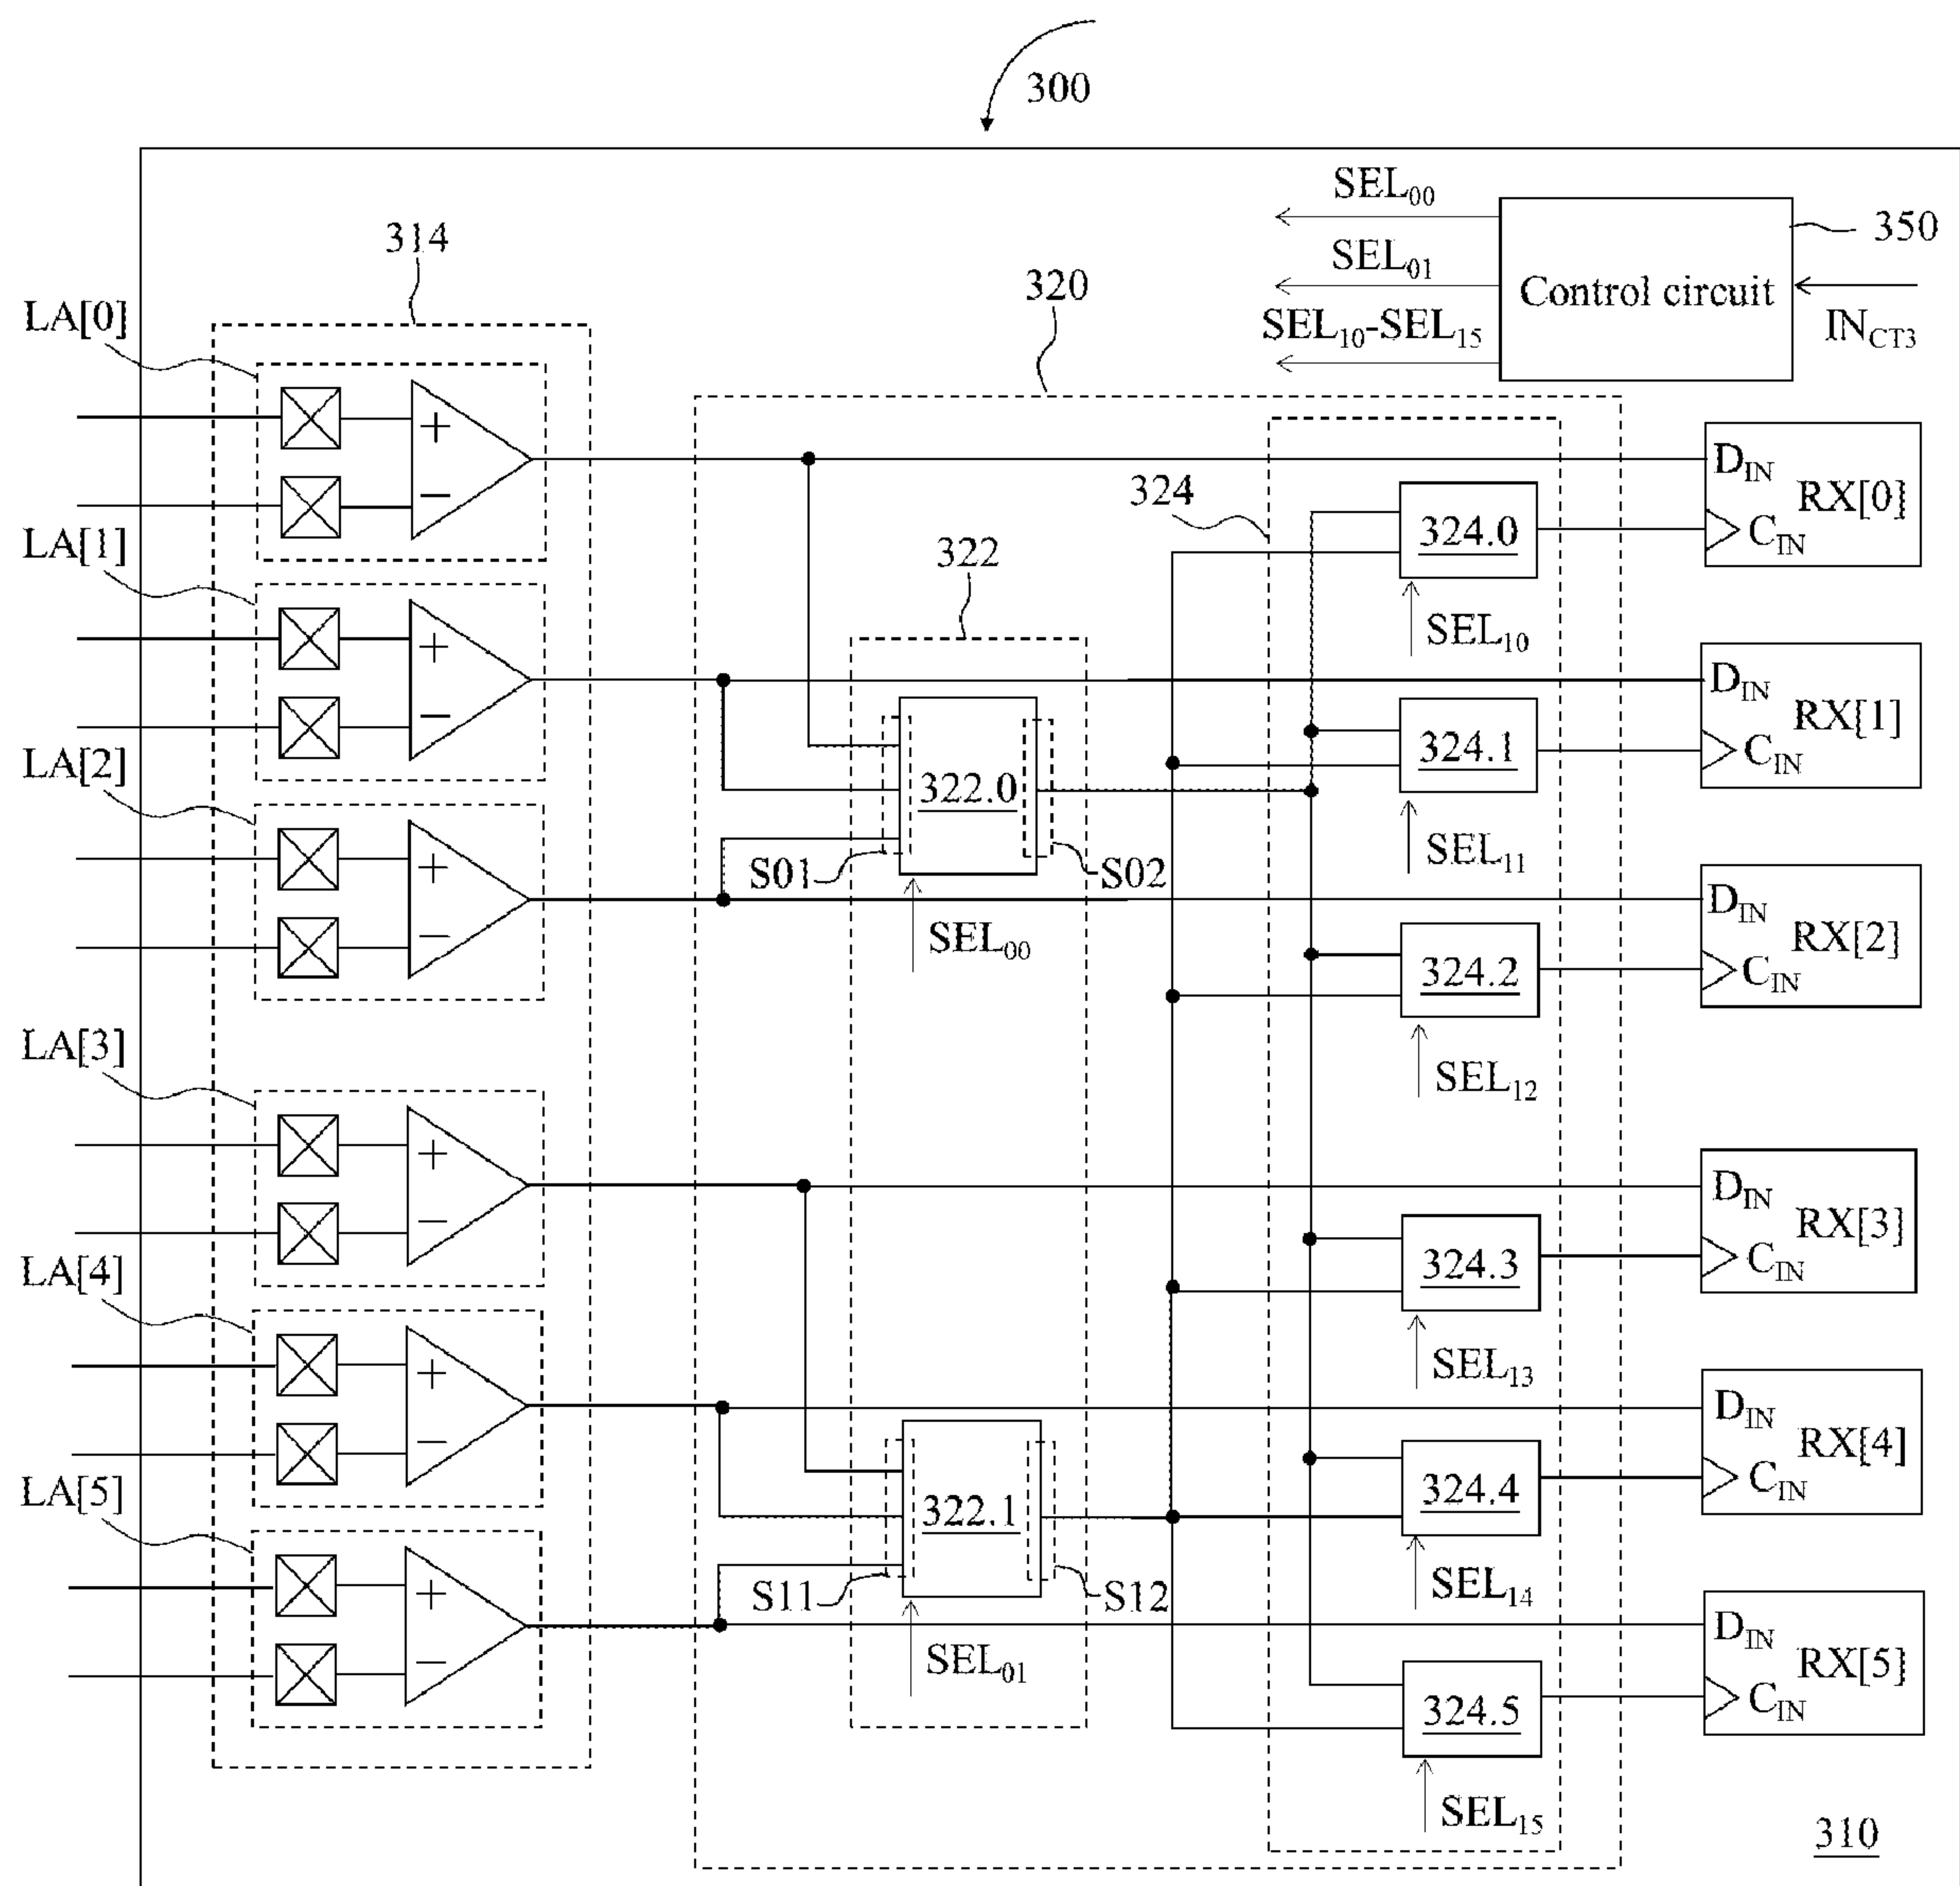 300
SEL00
350
314
SEL01
320
Control circuit
LA[0]
SEL10-SEL15
INCT3
+
DIN
324
RX[0]
−
324.0
CIN
LA[1]
322
SEL10
+
DIN
−
RX[1]
324.1
CIN
LA[2]
322.0
SEL11
+
S01
S02
DIN
−
SEL00
RX[2]
324.2
CIN
LA[3]
SEL12
+
DIN
−
RX[3]
324.3
CIN
LA[4]
SEL13
+
DIN
−
RX[4]
324.4
CIN
LA[5]
322.1
SEL14
+
S11
S12
DIN
−
SEL01
RX[5]
324.5
CIN
SEL15
310